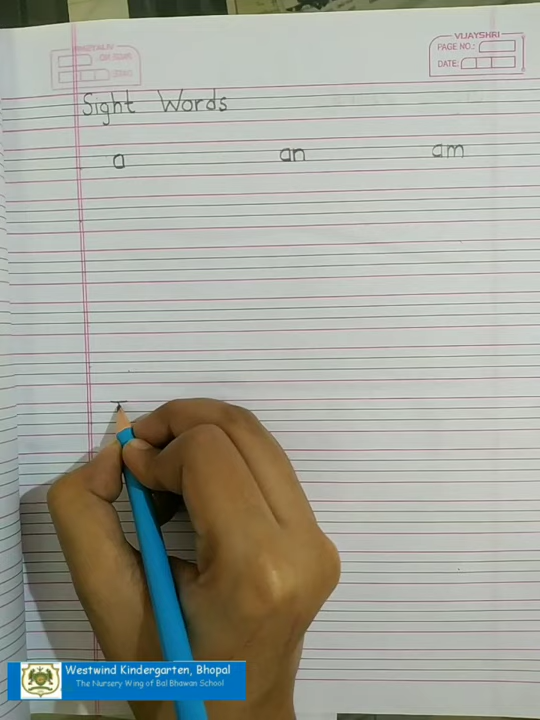 VIJAYSHRI
PAGE NO.:
DATE:
Sight Words
a an am
Westwind Kindergarten, Bhopal
The Nursery Wing of Bal Bhawan School